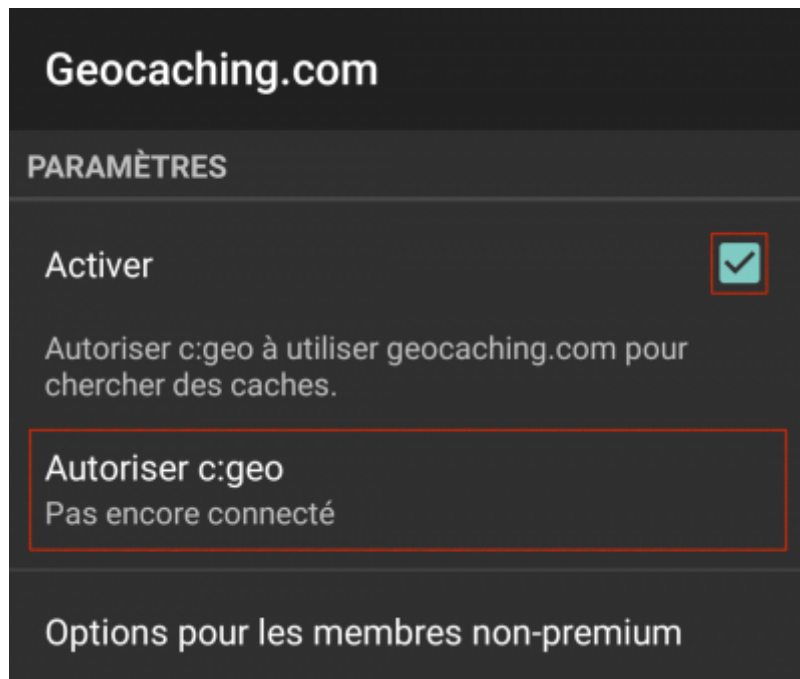 Geocaching.com
PARAMÈTRES
Activer
Autoriser c:geo à utiliser geocaching.com pour
chercher des caches.
Autoriser c:geo
Pas encore connecté
Options pour les membres non-premium